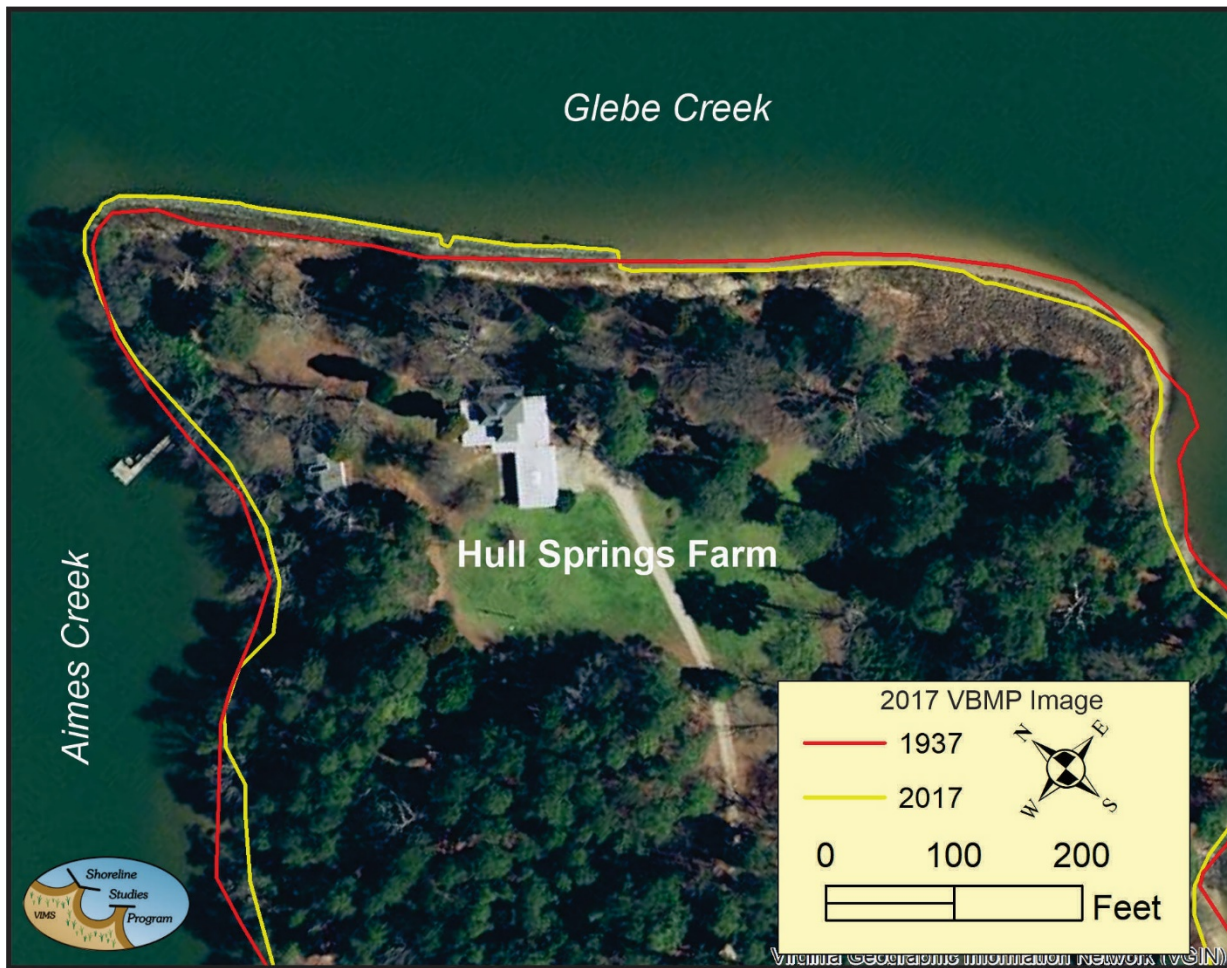 Glebe Creek
Hull Springs Farm
Aimes Creek
2017 VBMP Image
1937
2017
N
E
W
S
0 100 200
Feet
Shoreline
Studies
VIMS
Program
Virginia Geographic Information Network (VGIN)